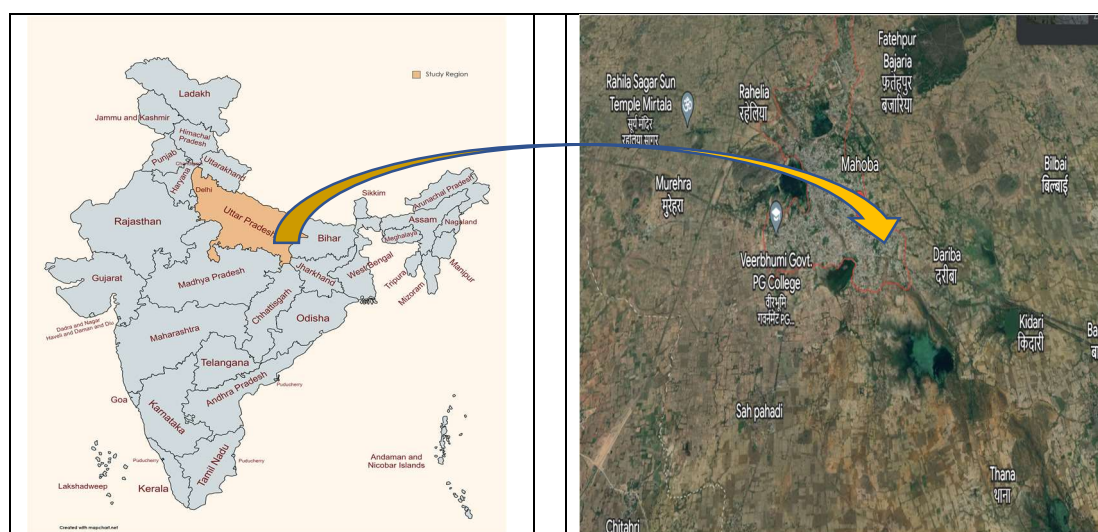 Study Region
Ladakh
Jammu and Kashmir
Himachal
Pradesh
Punjab
Uttarakhand
Haryana
Delhi
Uttar Pradesh
Rajasthan
Sikkim
Arunachal Pradesh
Assam
Nagaland
Meghalaya
Bihar
Manipur
Tripura
Mizoram
West Bengal
Jharkhand
Gujarat
Madhya Pradesh
Chhattisgarh
Odisha
Dadra and Nagar
Haveli and Daman and Diu
Maharashtra
Telangana
Andhra Pradesh
Puducherry
Goa
Karnataka
Puducherry
Puducherry
Tamil Nadu
Kerala
Lakshadweep
Andaman and
Nicobar Islands
Created with mapchart.net
Fatehpur
Bajaria
फ़तेहपुर
बजारिया
Rahila Sagar Sun
Temple Mirtala
सूर्य मंदिर
रहलिया सागर
Rahelia
रहेलिया
Mahoba
Bilbai
बिल्बाई
Murehra
मुरेहरा
Veerbhumi Govt.
PG College
वीरभूमि
गवर्नमेंट PG...
Dariba
दरीबा
Kidari
किदारी
Ba
Sah pahadi
Thana
थाना
Chitahri